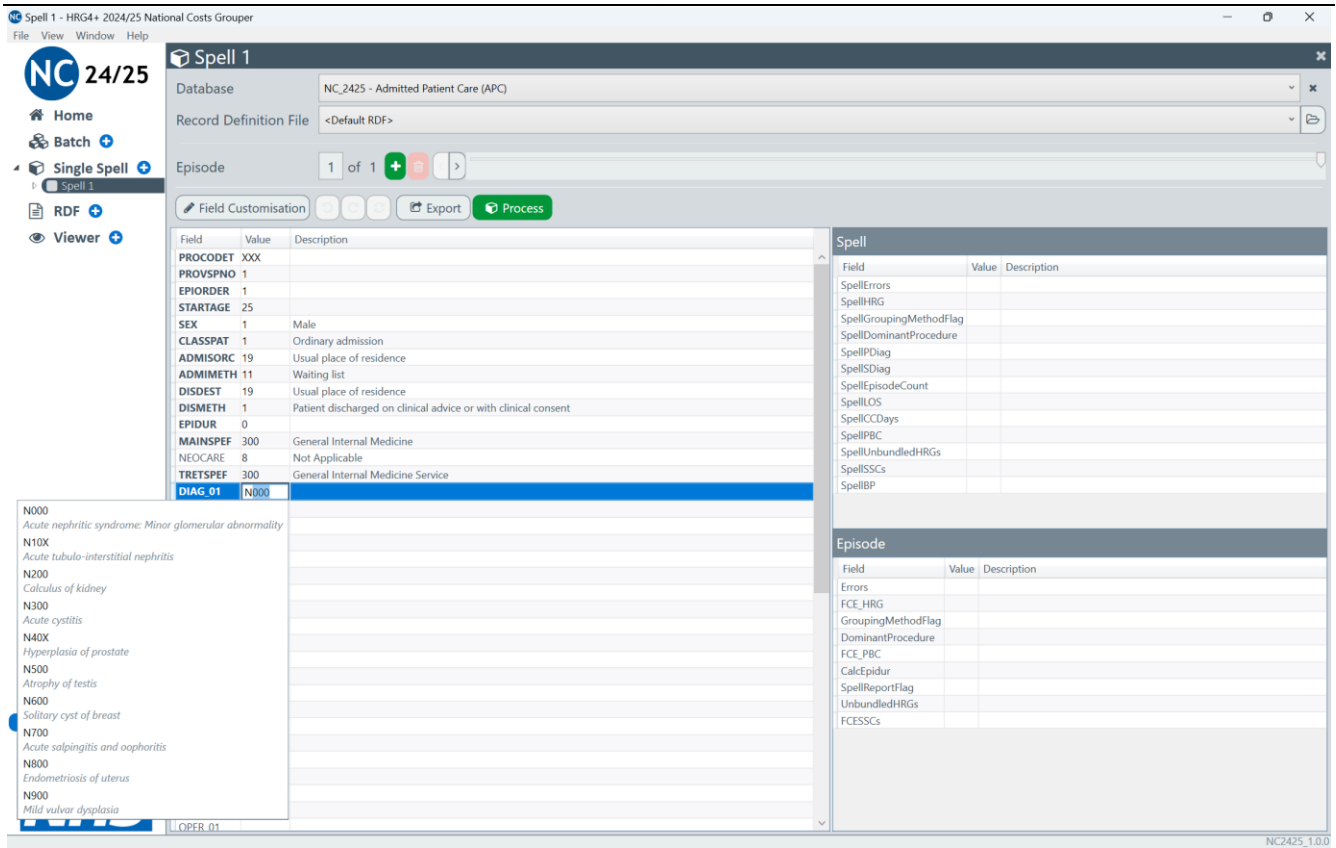 Spell 1 - HRG4+ 2024/25 National Costs Grouper
File View Window Help
NC 24/25
Home
Batch
Single Spell
Spell 1
RDF
Viewer
Spell 1
Database NC_2425 - Admitted Patient Care (APC)
Record Definition File <Default RDF>
Episode 1 of 1
Field Customisation Export Process
Field Value Description
PROCODET XXX
PROVSPNO 1
EPIORDER 1
STARTAGE 25
SEX 1 Male
CLASSPAT 1 Ordinary admission
ADMISORC 19 Usual place of residence
ADMIMETH 11 Waiting list
DISDEST 19 Usual place of residence
DISMETH 1 Patient discharged on clinical advice or with clinical consent
EPIDUR 0
MAINSPEF 300 General Internal Medicine
NEOCARE 8 Not Applicable
TRETSPEF 300 General Internal Medicine Service
DIAG_01 N000
N000
Acute nephritic syndrome: Minor glomerular abnormality
N10X
Acute tubulo-interstitial nephritis
N200
Calculus of kidney
N300
Acute cystitis
N40X
Hyperplasia of prostate
N500
Atrophy of testis
N600
Solitary cyst of breast
N700
Acute salpingitis and oophoritis
N800
Endometriosis of uterus
N900
Mild vulvar dysplasia
OPER_01
Spell
Field Value Description
SpellErrors
SpellHRG
SpellGroupingMethodFlag
SpellDominantProcedure
SpellPDiag
SpellSDiag
SpellEpisodeCount
SpellLOS
SpellCCDays
SpellPBC
SpellUnbundledHRGs
SpellSSCs
SpellBP
Episode
Field Value Description
Errors
FCE_HRG
GroupingMethodFlag
DominantProcedure
FCE_PBC
CalcEpidur
SpellReportFlag
UnbundledHRGs
FCESSCs
NC2425_1.0.0